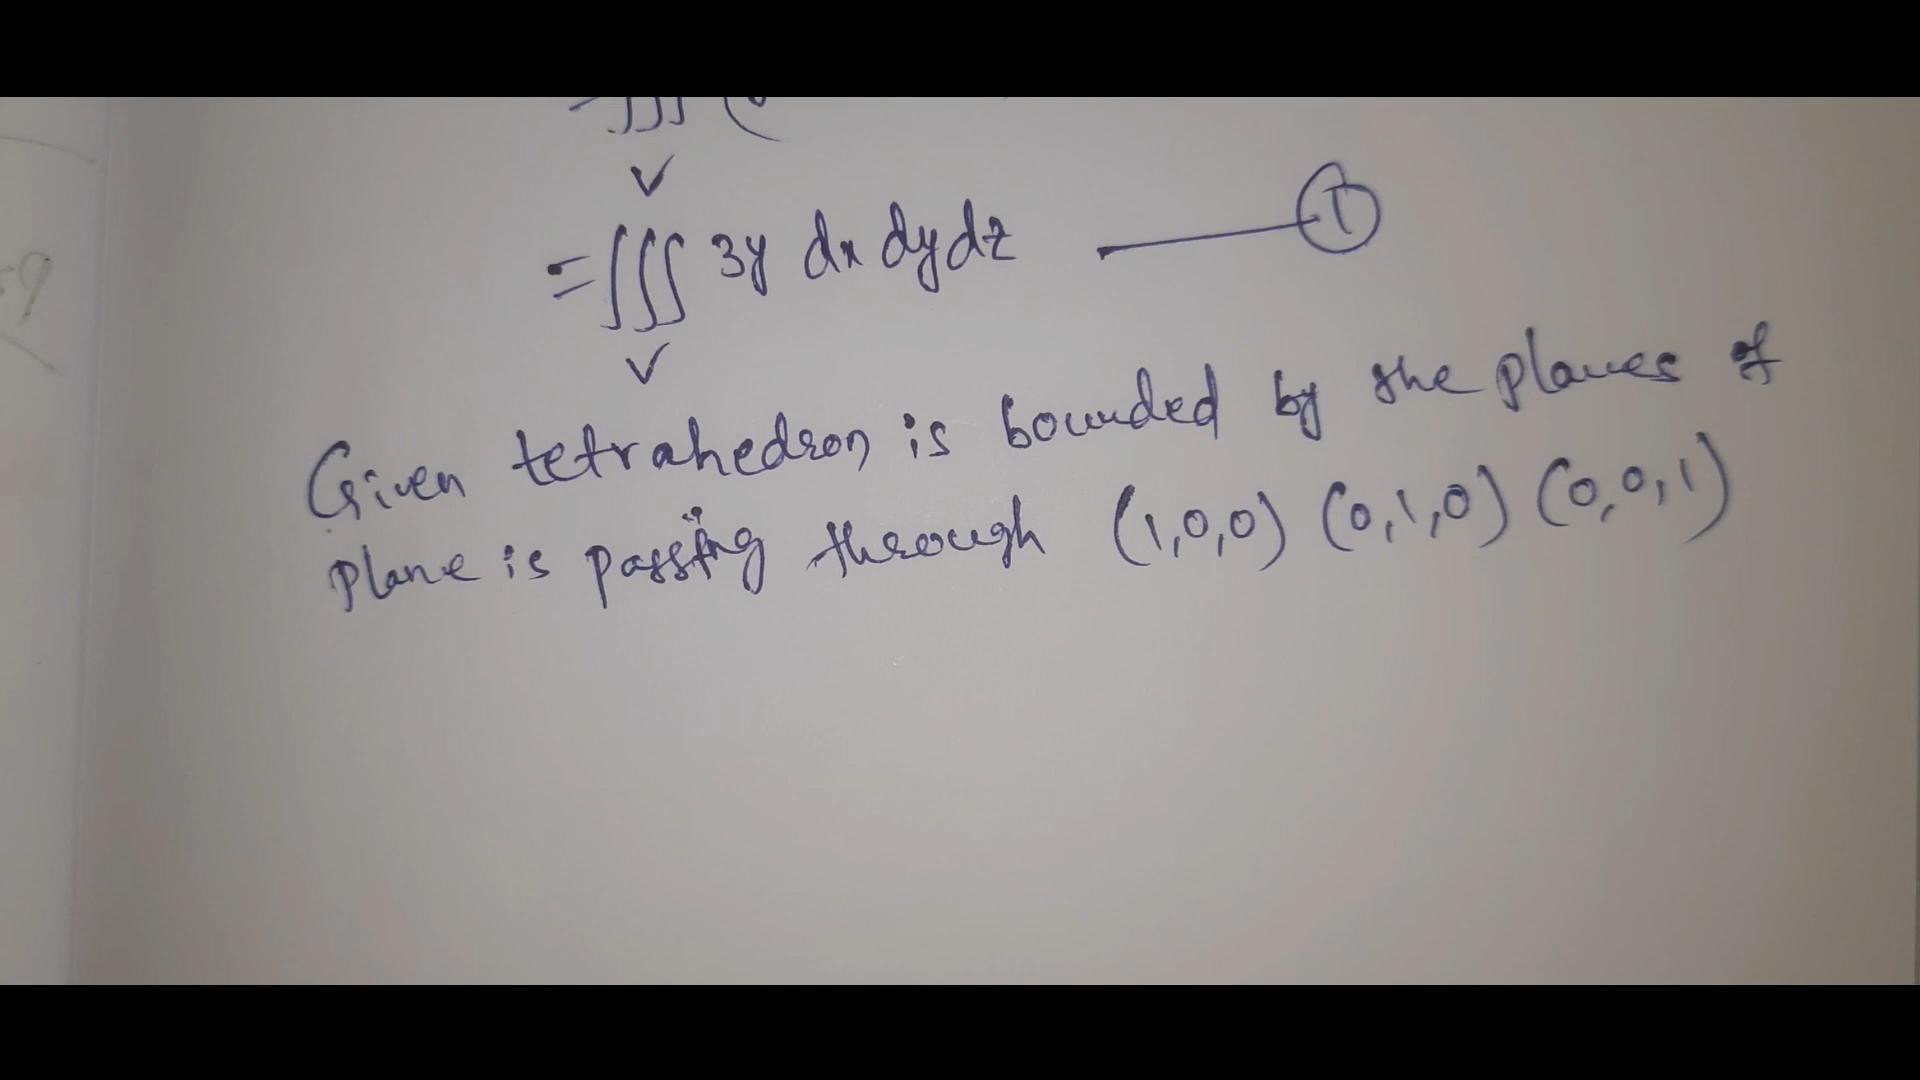 = ∭ (
V
= ∭ 3y dx dy dz —— ①
V
Given tetrahedron is bounded by the planes of
plane is passing through (1,0,0) (0,1,0) (0,0,1)